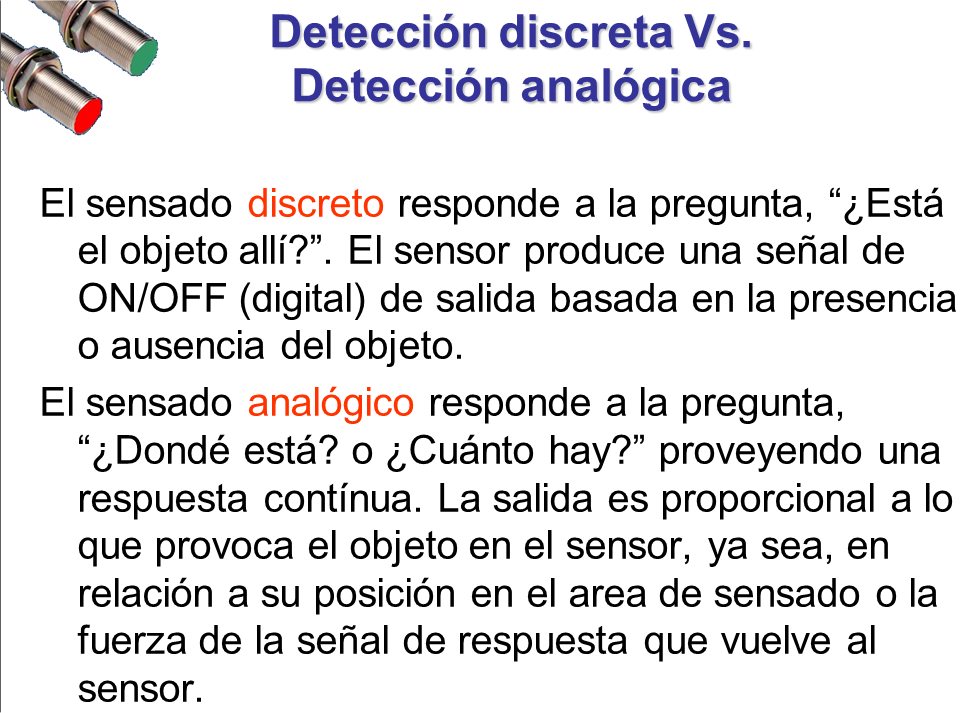 Detección discreta Vs.
Detección analógica
El sensado discreto responde a la pregunta, “¿Está
el objeto allí?”. El sensor produce una señal de
ON/OFF (digital) de salida basada en la presencia
o ausencia del objeto.
El sensado analógico responde a la pregunta,
“¿Dondé está? o ¿Cuánto hay?” proveyendo una
respuesta contínua. La salida es proporcional a lo
que provoca el objeto en el sensor, ya sea, en
relación a su posición en el area de sensado o la
fuerza de la señal de respuesta que vuelve al
sensor.